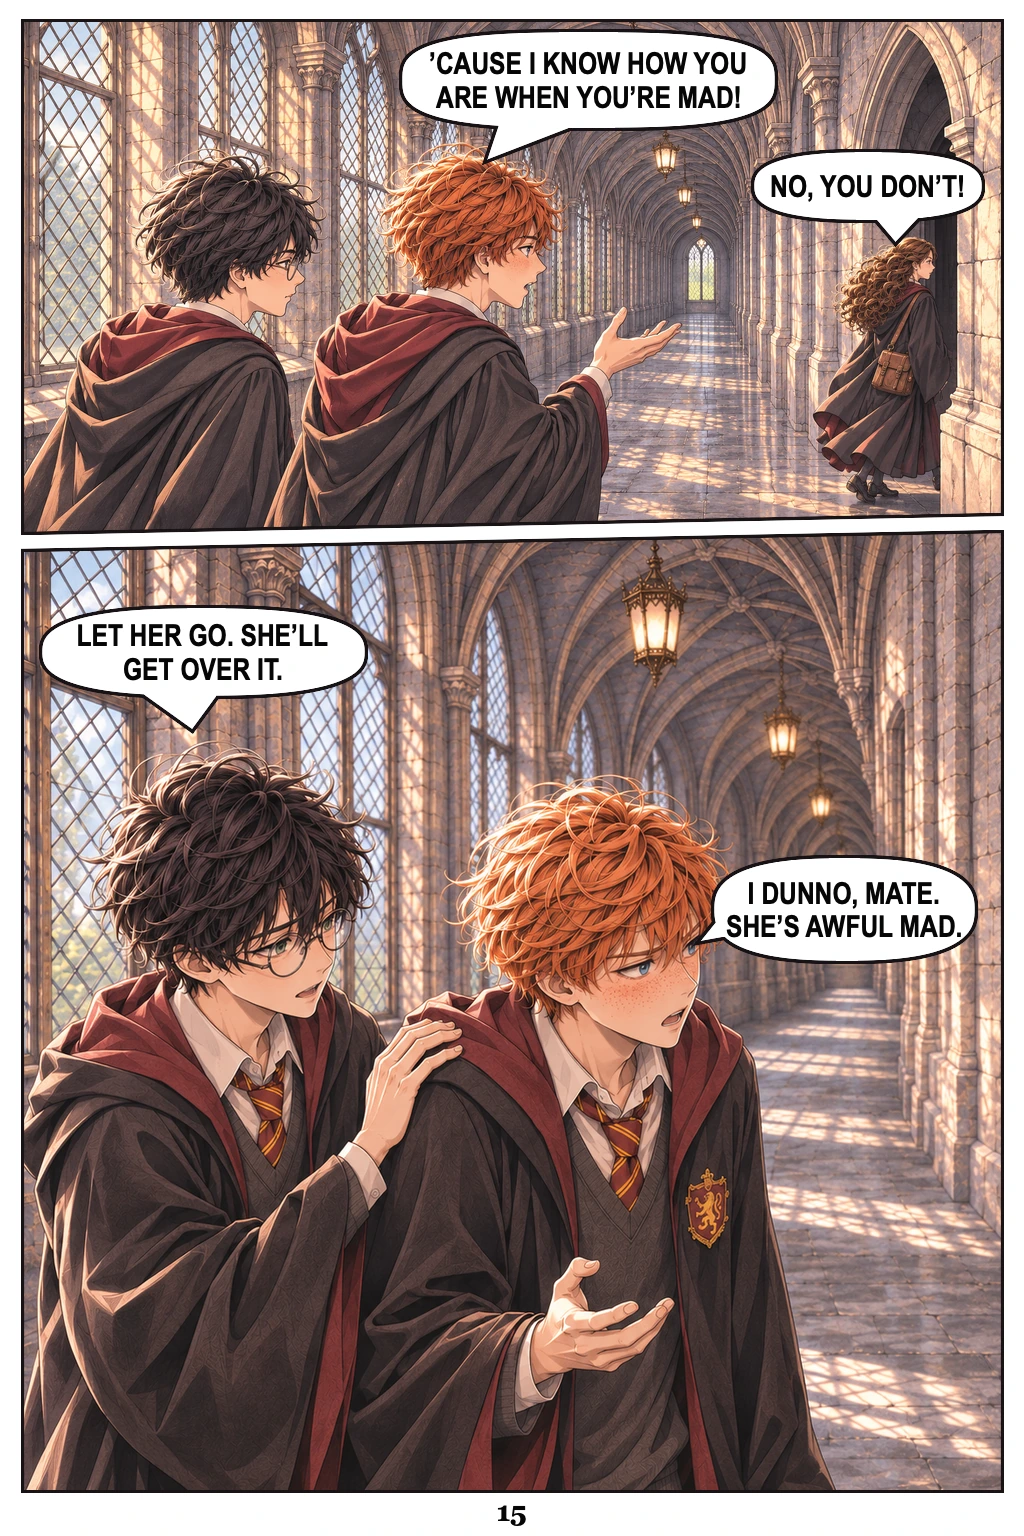 ’CAUSE I KNOW HOW YOU
ARE WHEN YOU’RE MAD!
NO, YOU DON’T!
LET HER GO. SHE’LL
GET OVER IT.
I DUNNO, MATE.
SHE’S AWFUL MAD.
15